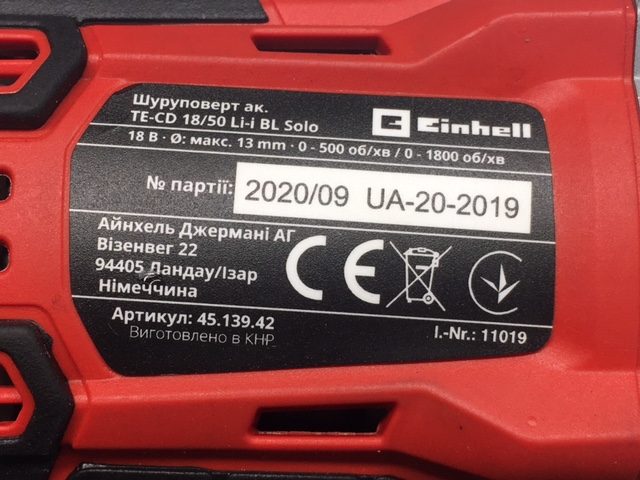 Шуруповерт ак.
TE-CD 18/50 Li-i BL Solo
Einhell
18 В · Ø: макс. 13 mm · 0 - 500 об/хв / 0 - 1800 об/хв
№ партії: 2020/09 UA-20-2019
Айнхель Джермані АГ
Візенвег 22
94405 Ландау/Ізар
Німеччина
CE
Артикул: 45.139.42
I.-Nr.: 11019
Виготовлено в КНР